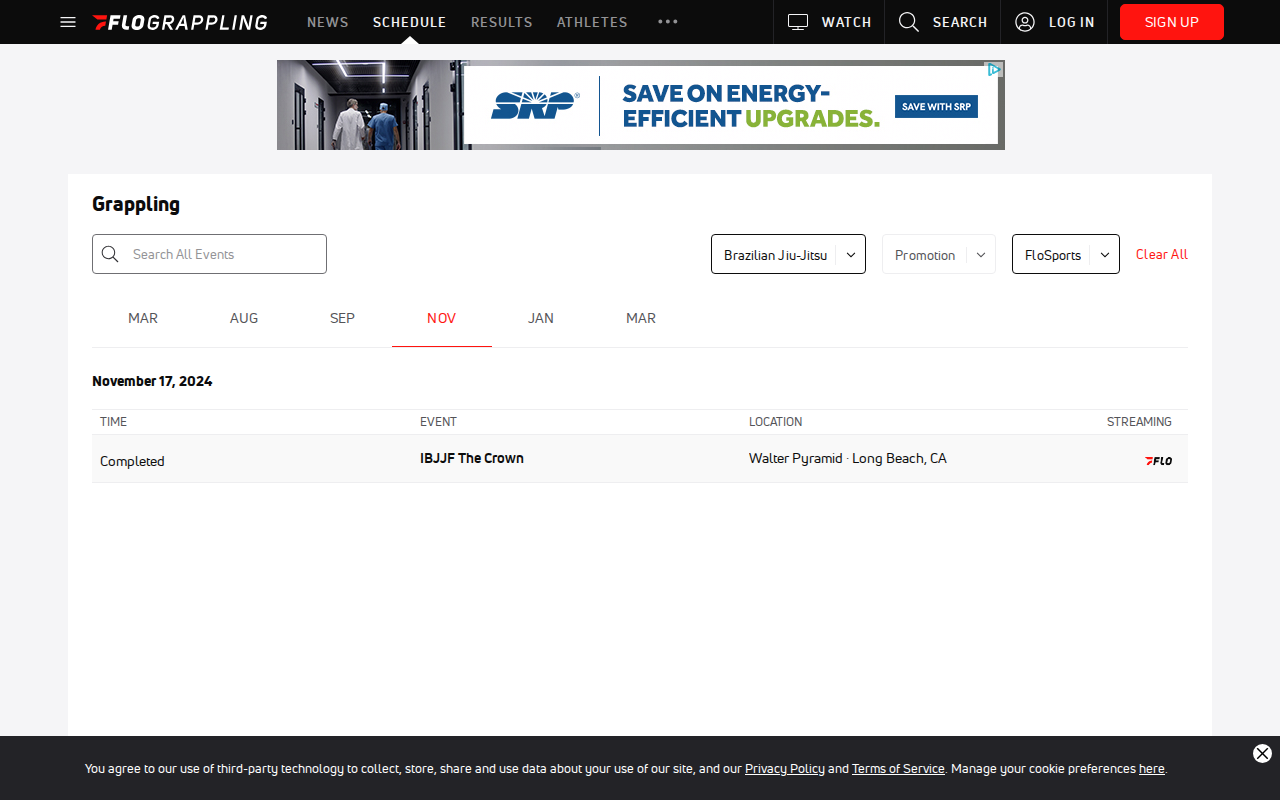 FLOGRAPPLING NEWS SCHEDULE RESULTS ATHLETES WATCH SEARCH LOG IN SIGN UP
SRP® SAVE ON ENERGY-
EFFICIENT UPGRADES.
SAVE WITH SRP
Grappling
Search All Events Brazilian Jiu-Jitsu Promotion FloSports Clear All
MAR AUG SEP NOV JAN MAR
November 17, 2024
TIME EVENT LOCATION STREAMING
Completed IBJJF The Crown Walter Pyramid · Long Beach, CA FLO
You agree to our use of third-party technology to collect, store, share and use data about your use of our site, and our Privacy Policy and Terms of Service. Manage your cookie preferences here.